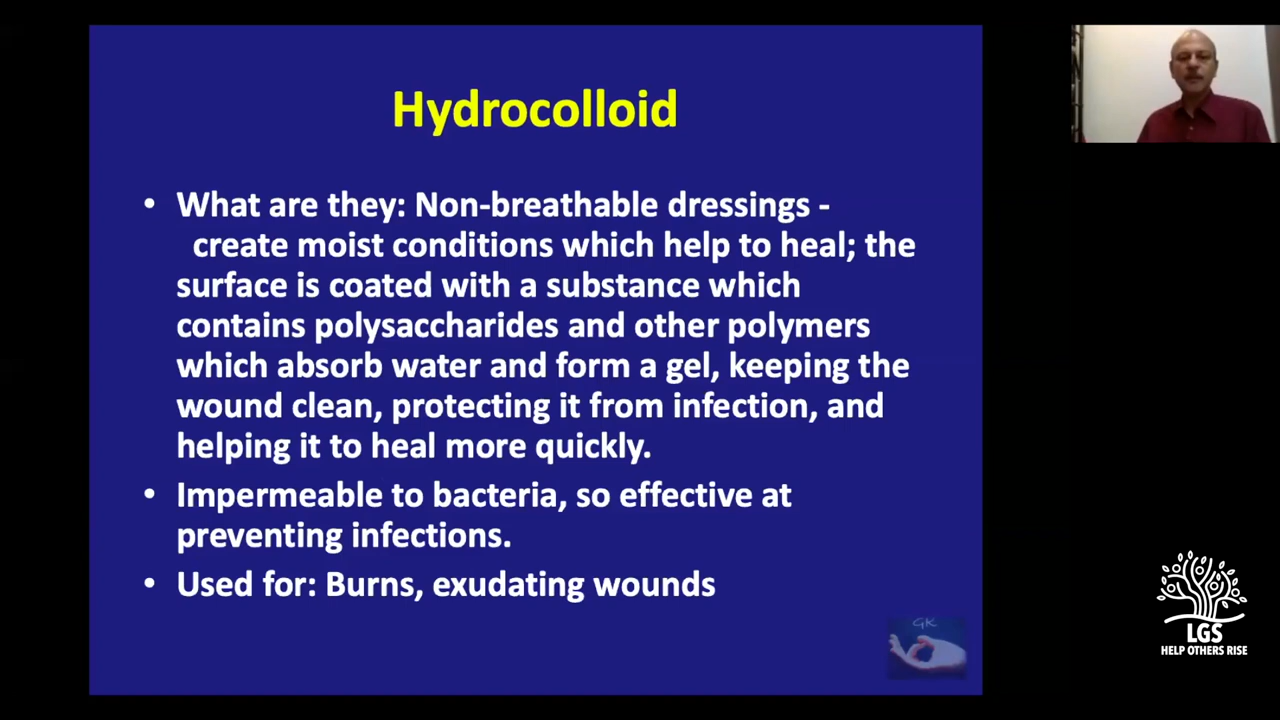 Hydrocolloid
• What are they: Non-breathable dressings -
create moist conditions which help to heal; the
surface is coated with a substance which
contains polysaccharides and other polymers
which absorb water and form a gel, keeping the
wound clean, protecting it from infection, and
helping it to heal more quickly.
• Impermeable to bacteria, so effective at
preventing infections.
• Used for: Burns, exudating wounds
GK
LGS
HELP OTHERS RISE